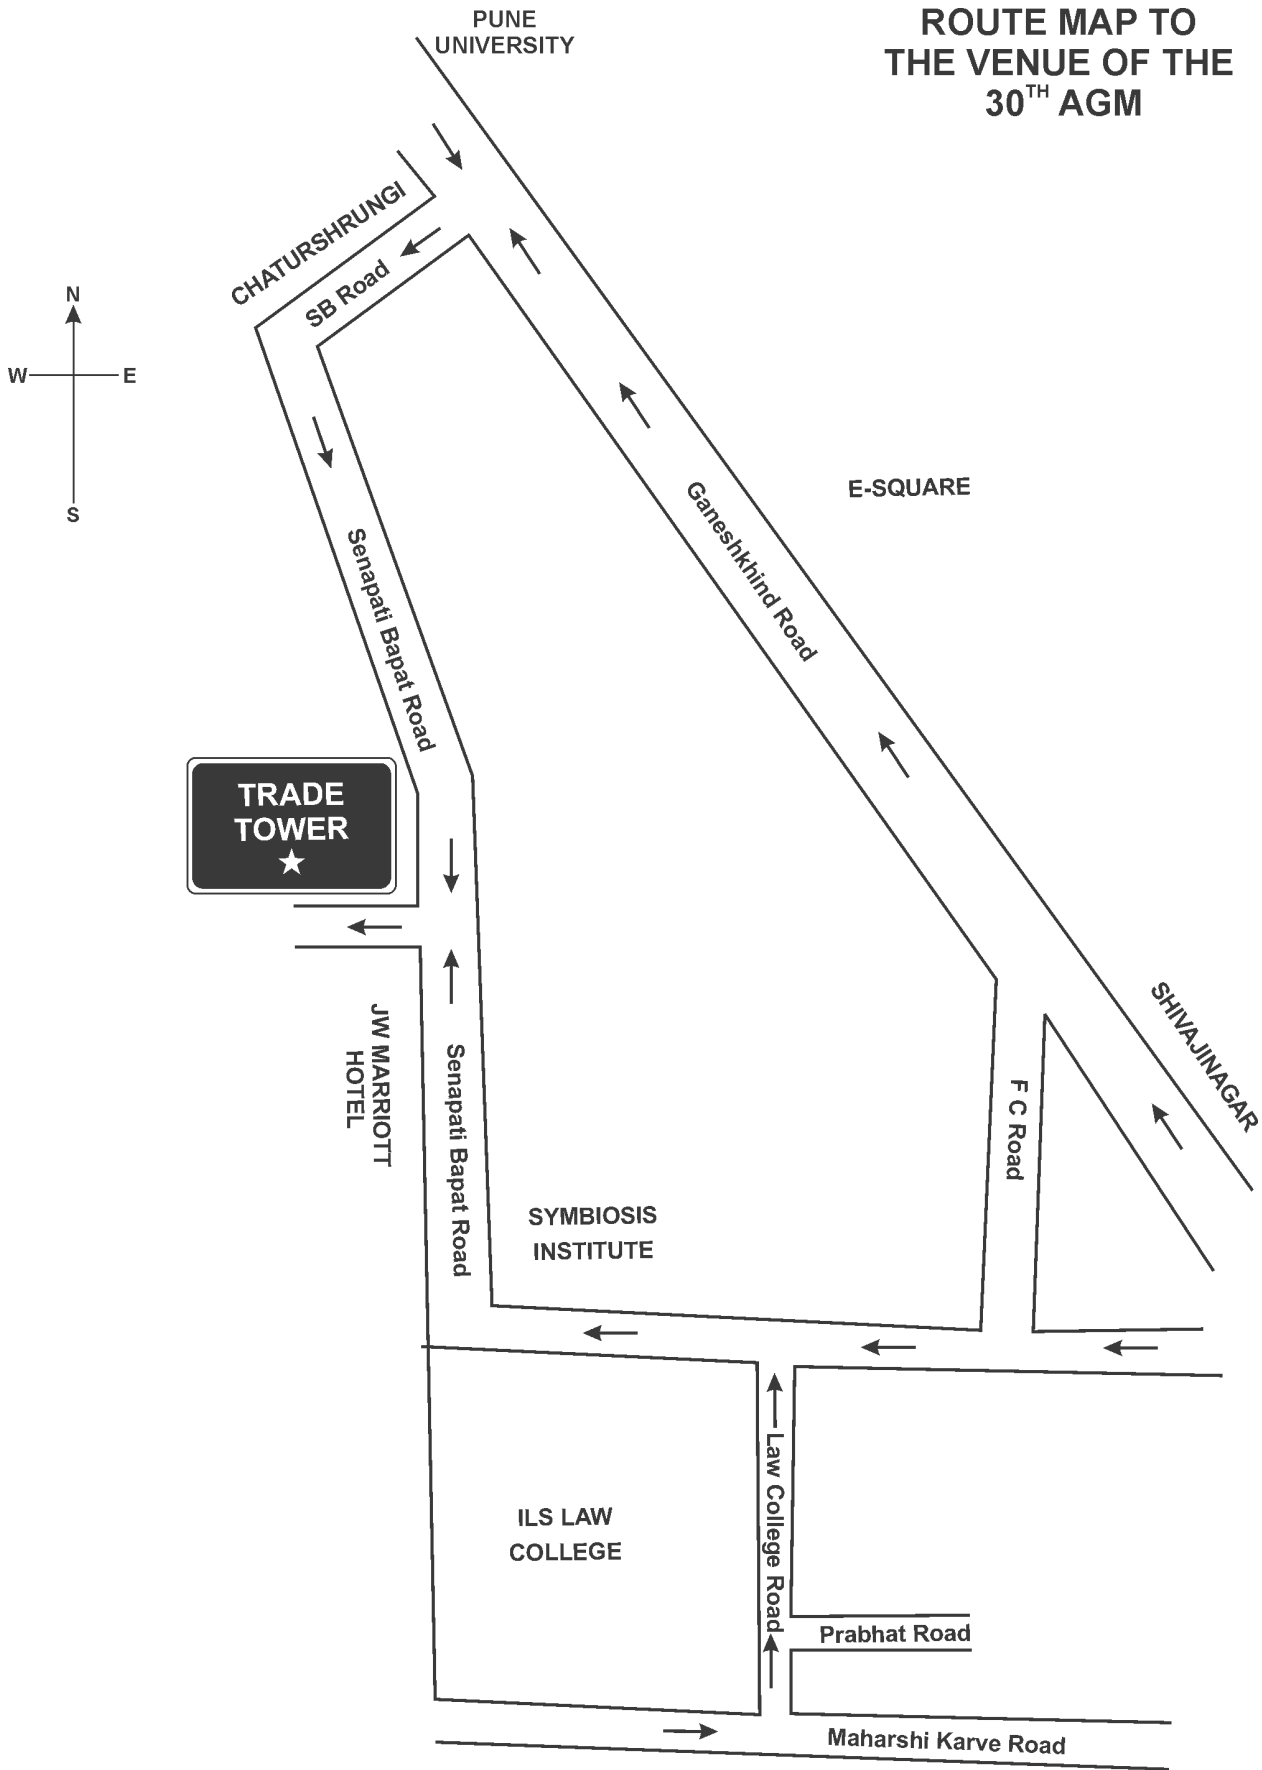 PUNE
UNIVERSITY
ROUTE MAP TO
THE VENUE OF THE
30TH AGM
CHATURSHRUNGI
SB Road
N
W
E
S
E-SQUARE
Ganeshkhind Road
Senapati Bapat Road
TRADE
TOWER
SHIVAJINAGAR
JW MARRIOTT
HOTEL
Senapati Bapat Road
F C Road
SYMBIOSIS
INSTITUTE
Law College Road
ILS LAW
COLLEGE
Prabhat Road
Maharshi Karve Road